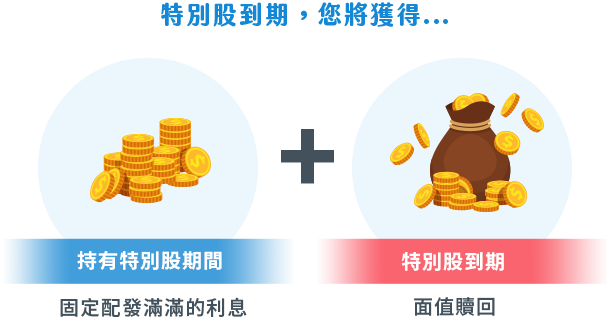 特別股到期，您將獲得...
持有特別股期間
特別股到期
固定配發滿滿的利息
面值贖回